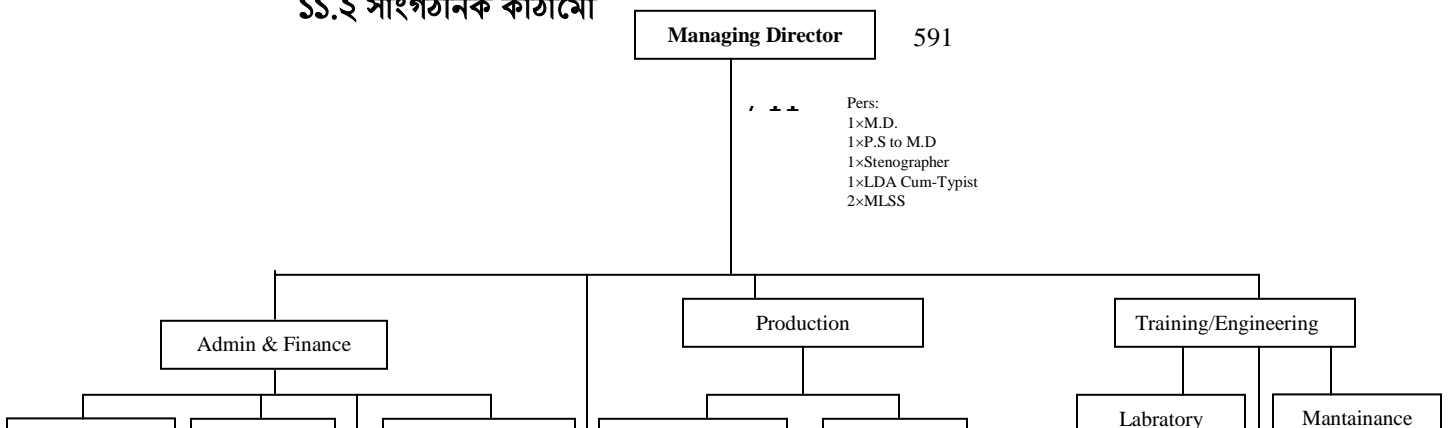 ১১.২ সাংগঠনিক কাঠামো
Managing Director
591
Pers:
1×M.D.
1×P.S to M.D
1×Stenographer
1×LDA Cum-Typist
2×MLSS
Admin & Finance
Production
Training/Engineering
Labratory
Mantainance